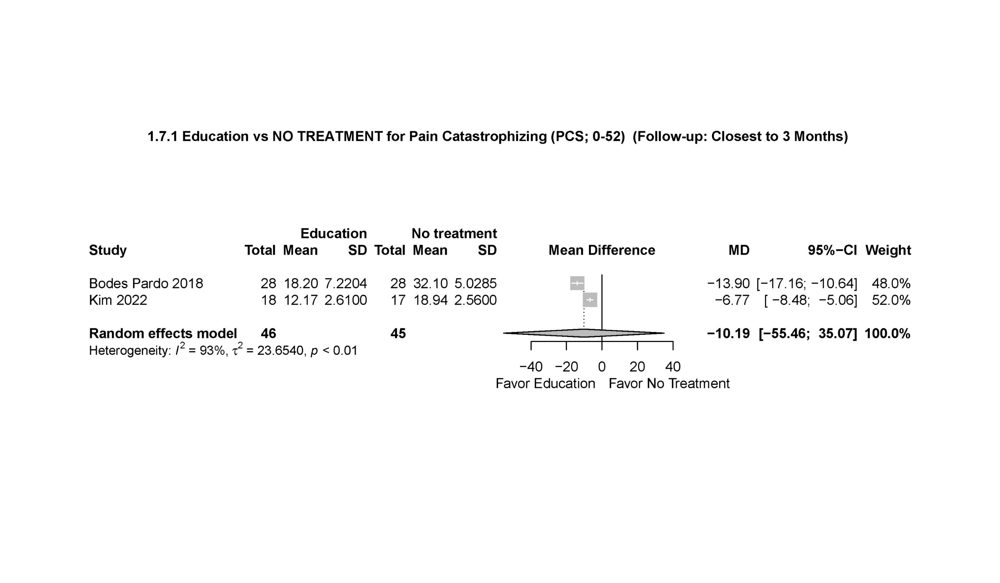 1.7.1 Education vs NO TREATMENT for Pain Catastrophizing (PCS; 0-52) (Follow-up: Closest to 3 Months)
Education No treatment
Study Total Mean SD Total Mean SD Mean Difference MD 95%−CI Weight
Bodes Pardo 2018 28 18.20 7.2204 28 32.10 5.0285 −13.90 [−17.16; −10.64] 48.0%
Kim 2022 18 12.17 2.6100 17 18.94 2.5600 −6.77 [ −8.48; −5.06] 52.0%
Random effects model 46 45 −10.19 [−55.46; 35.07] 100.0%
Heterogeneity: I² = 93%, τ² = 23.6540, p < 0.01
−40 −20 0 20 40
Favor Education Favor No Treatment